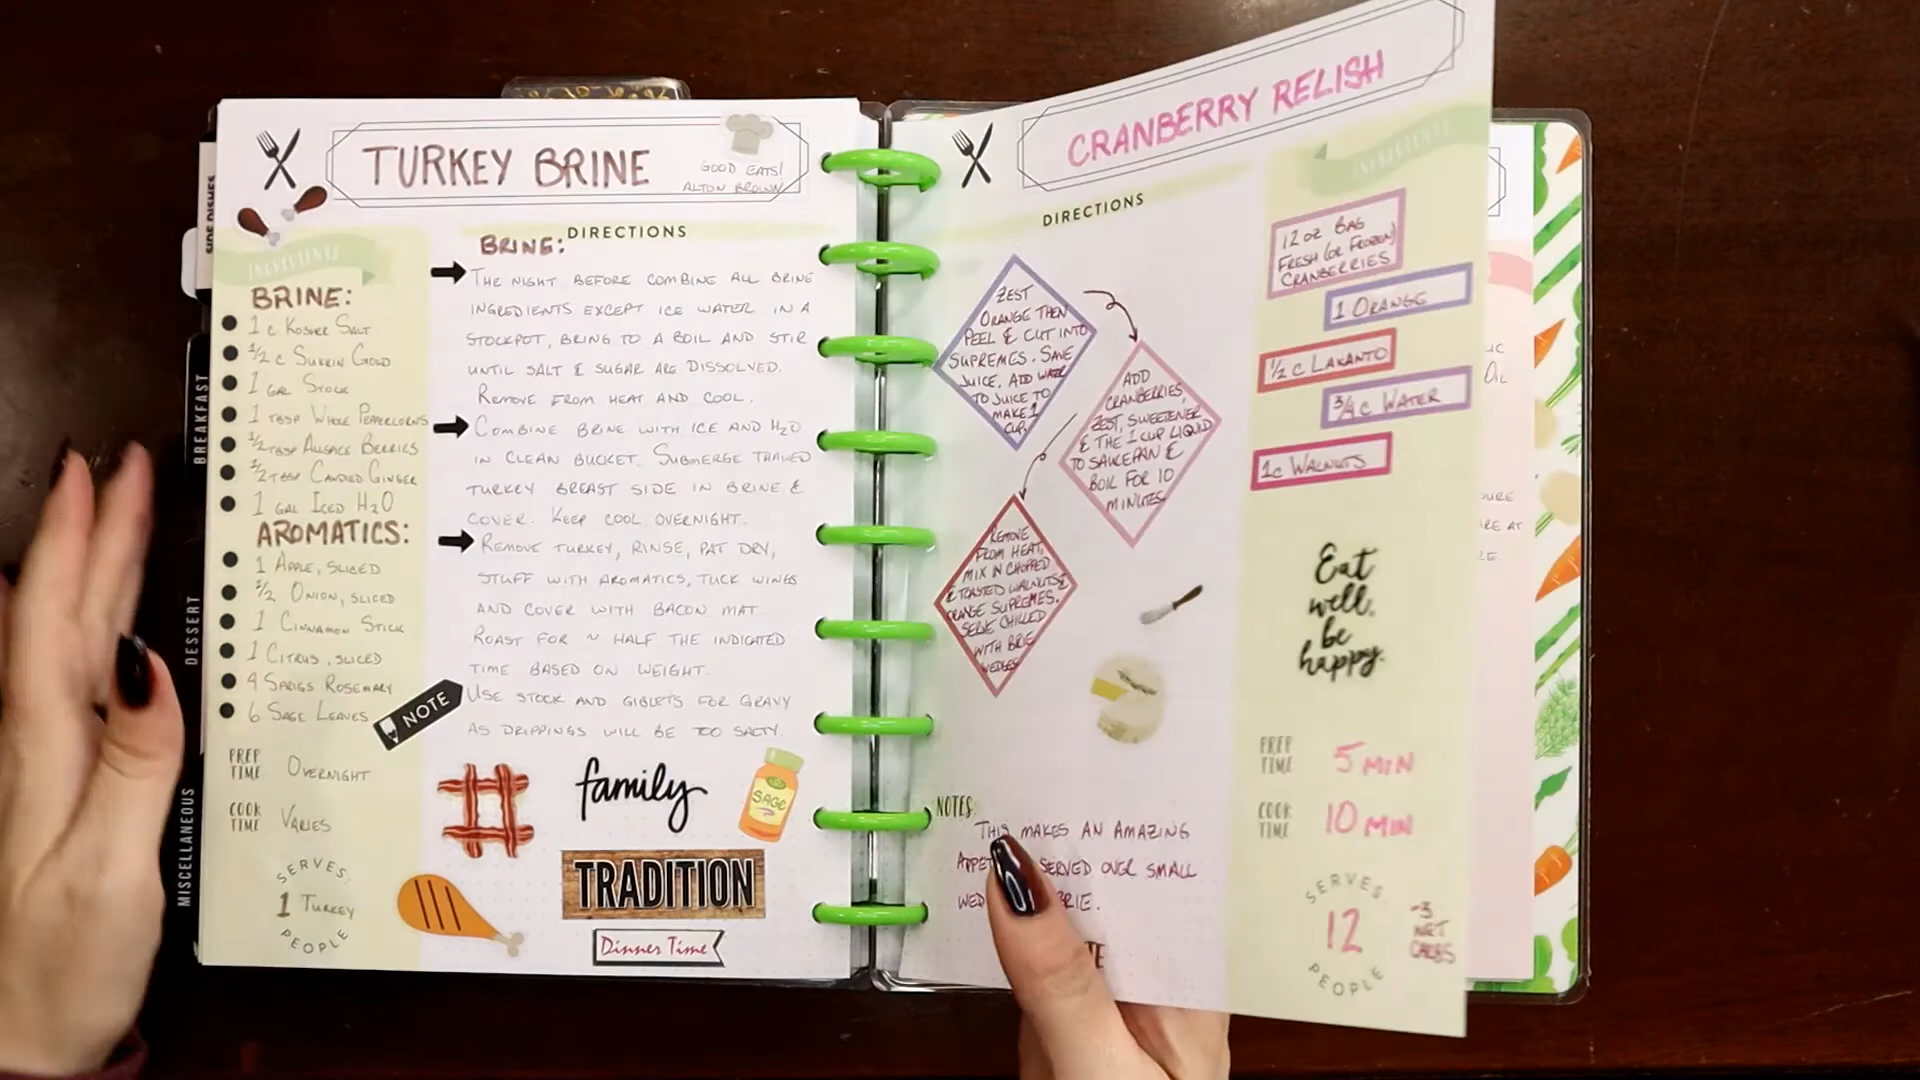 TURKEY BRINE
GOOD EATS!
ALTON BROWN
INGREDIENTS
BRINE:
1 C KOSHER SALT
1/2 C SUKRIN GOLD
1 GAL STOCK
1 TBSP WHOLE PEPPERCORNS
1/2 TBSP ALLSPICE BERRIES
1/2 TBSP CANDIED GINGER
1 GAL ICED H2O
AROMATICS:
1 APPLE, SLICED
1/2 ONION, SLICED
1 CINNAMON STICK
1 CITRUS, SLICED
4 SPRIGS ROSEMARY
6 SAGE LEAVES
PREP
TIME
OVERNIGHT
COOK
TIME
VARIES
SERVES:
1 TURKEY
PEOPLE
DIRECTIONS
BRINE:
THE NIGHT BEFORE COMBINE ALL BRINE
INGREDIENTS EXCEPT ICE WATER IN A
STOCKPOT, BRING TO A BOIL AND STIR
UNTIL SALT & SUGAR ARE DISSOLVED.
REMOVE FROM HEAT AND COOL.
COMBINE BRINE WITH ICE AND H2O
IN CLEAN BUCKET. SUBMERGE THAWED
TURKEY BREAST SIDE IN BRINE &
COVER. KEEP COOL OVERNIGHT.
REMOVE TURKEY, RINSE, PAT DRY,
STUFF WITH AROMATICS, TUCK WINGS
AND COVER WITH BACON MAT.
ROAST FOR ~ HALF THE INDICATED
TIME BASED ON WEIGHT.
NOTE
USE STOCK AND GIBLETS FOR GRAVY
AS DRIPPINGS WILL BE TOO SALTY.
family
SAGE
TRADITION
Dinner Time
SIDE DISHES
BREAKFAST
DESSERT
MISCELLANEOUS
CRANBERRY RELISH
DIRECTIONS
ZEST
ORANGE THEN
PEEL & CUT INTO
SUPREMES. SAVE
JUICE, ADD WATER
TO JUICE TO
MAKE 1
CUP.
ADD
CRANBERRIES,
ZEST, SWEETENER
& THE 1 CUP LIQUID
TO SAUCEPAN &
BOIL FOR 10
MINUTES.
REMOVE
FROM HEAT,
MIX IN CHOPPED
& TOASTED WALNUTS &
ORANGE SUPREMES.
SERVE CHILLED
WITH BRIE
WEDGES.
NOTES:
THIS MAKES AN AMAZING
SERVED OVER SMALL
INGREDIENTS
12 OZ BAG
FRESH (OR FROZEN)
CRANBERRIES
1 ORANGE
1/2 C LAKANTO
3/4 C WATER
1 C WALNUTS
Eat
well,
be
happy.
PREP
TIME
5 MIN
COOK
TIME
10 MIN
SERVES
12
PEOPLE
~3
NET
CARBS